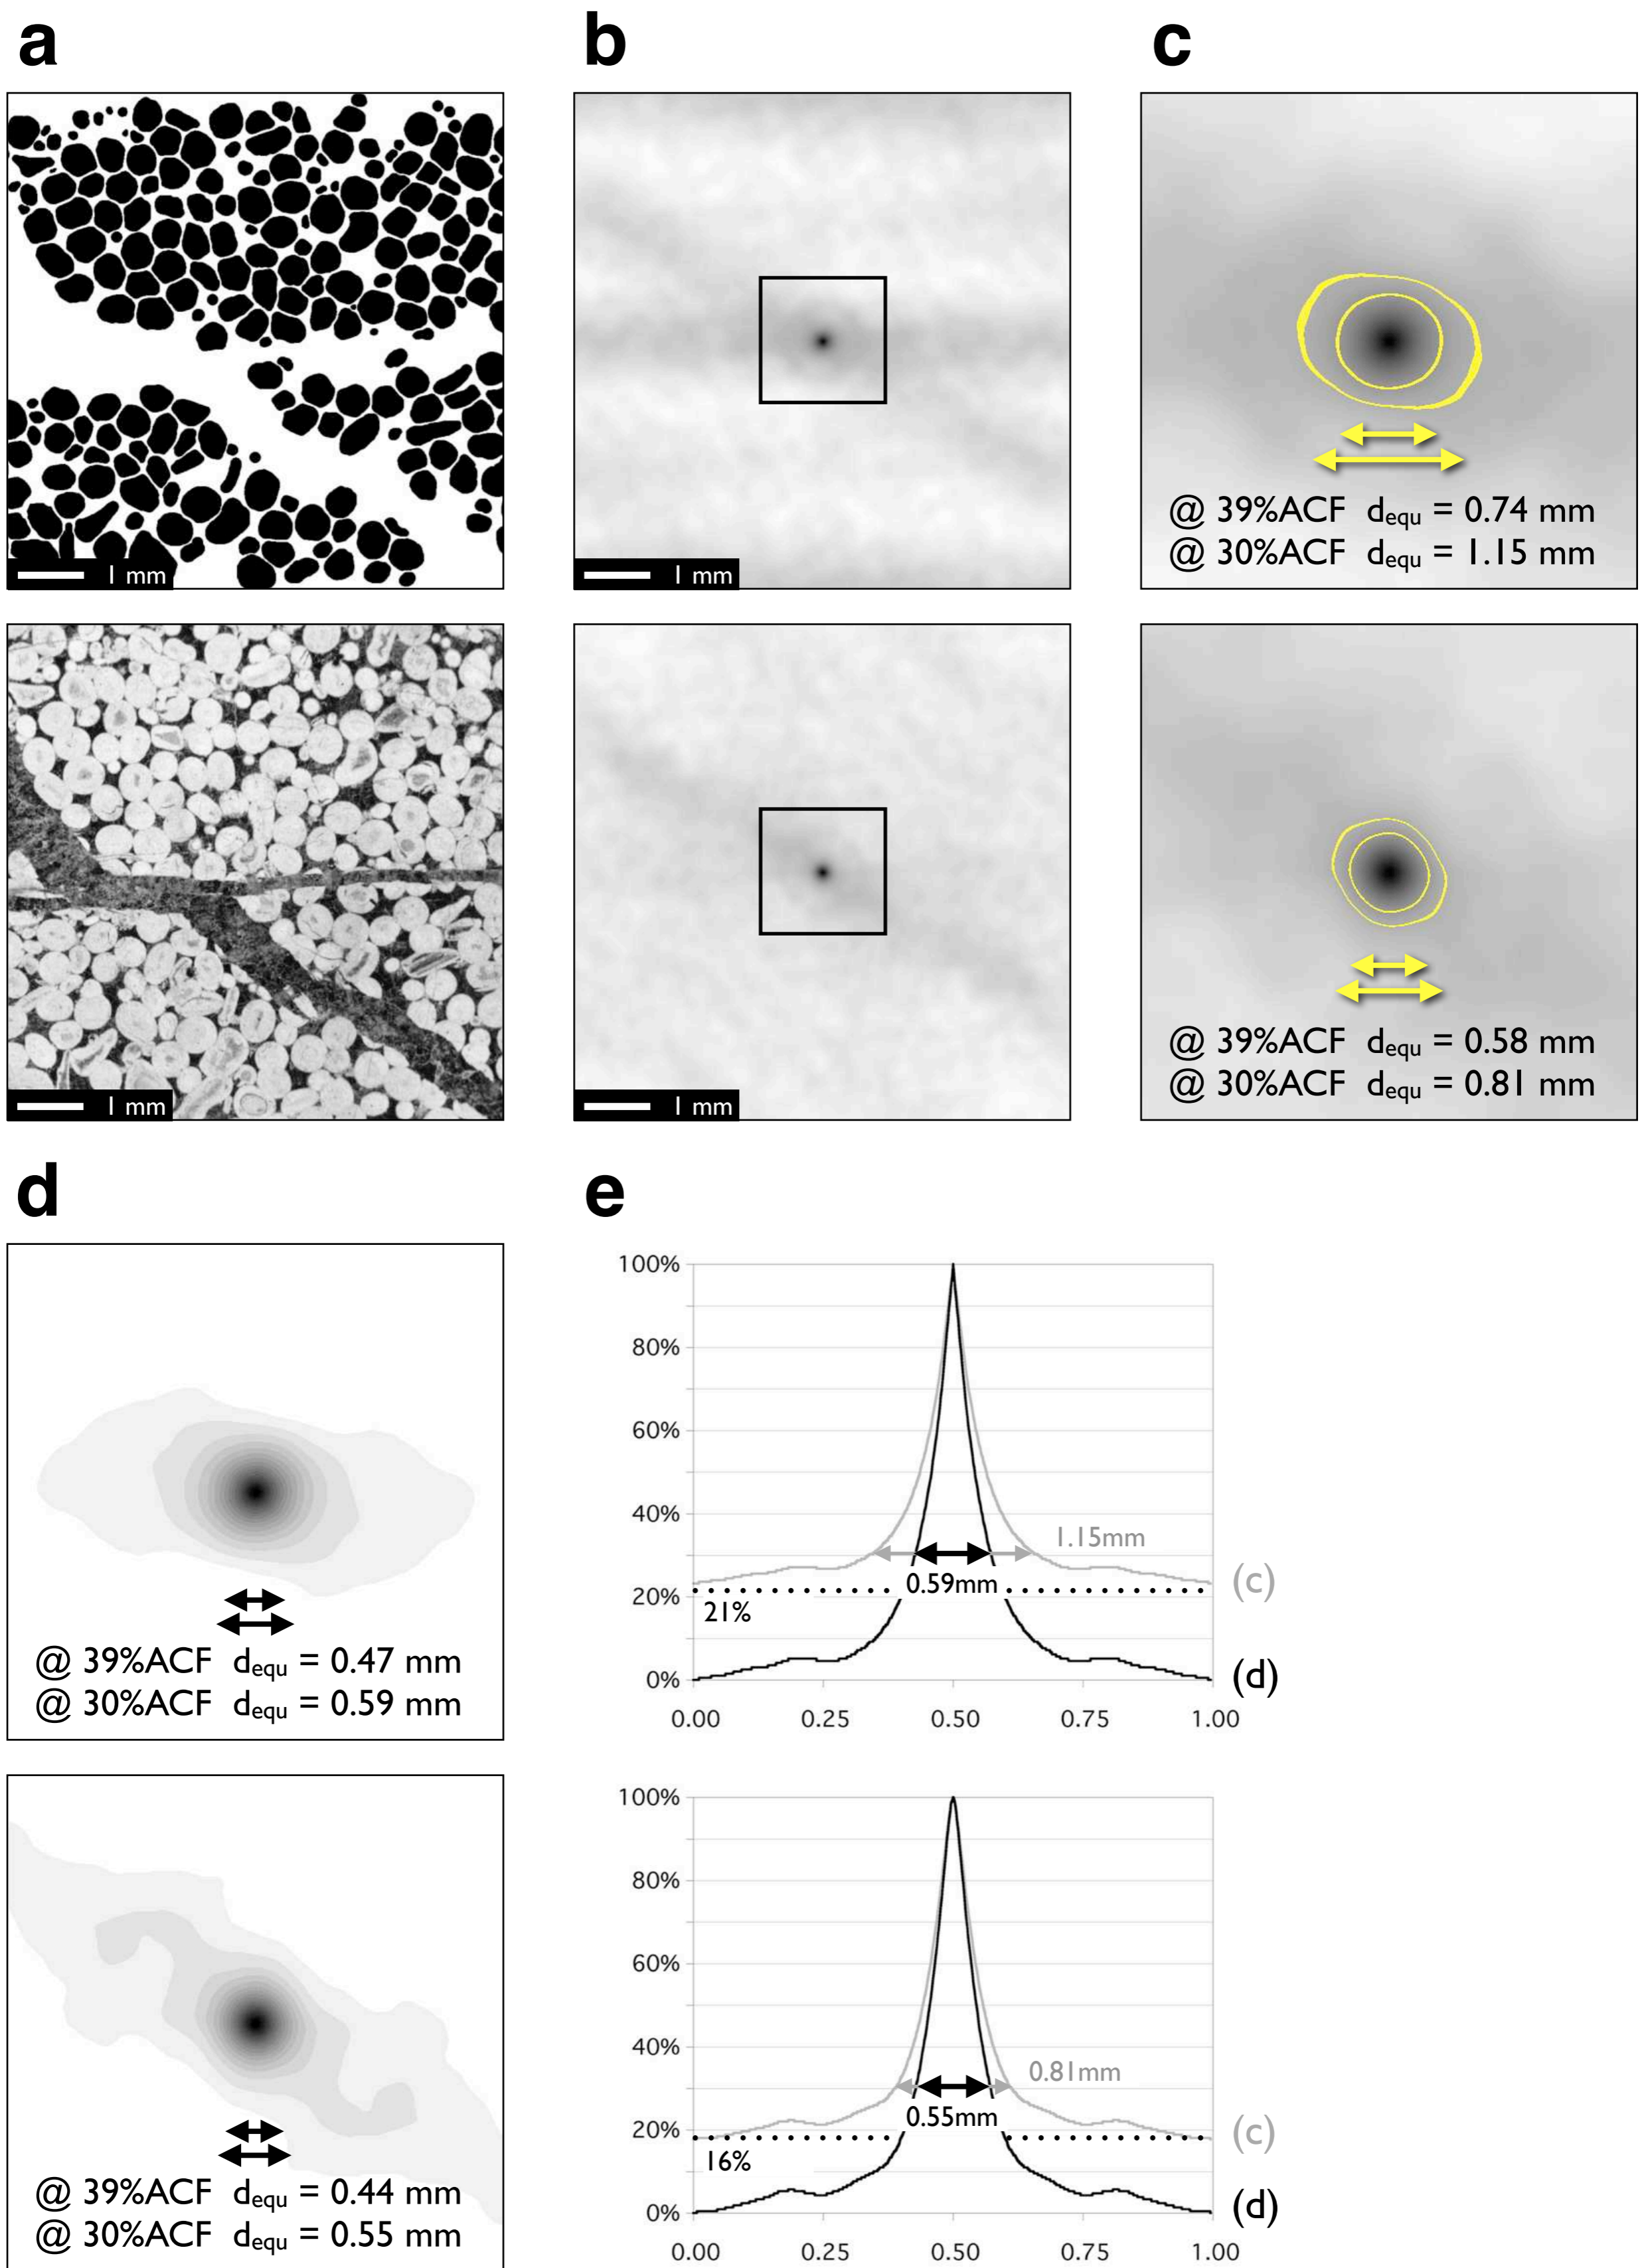 a
b
c
1 mm
1 mm
@ 39%ACF dequ = 0.74 mm
@ 30%ACF dequ = 1.15 mm
1 mm
1 mm
@ 39%ACF dequ = 0.58 mm
@ 30%ACF dequ = 0.81 mm
d
e
@ 39%ACF dequ = 0.47 mm
@ 30%ACF dequ = 0.59 mm
100%
80%
60%
40%
1.15mm
0.59mm
(c)
20%
21%
0%
(d)
0.00 0.25 0.50 0.75 1.00
@ 39%ACF dequ = 0.44 mm
@ 30%ACF dequ = 0.55 mm
100%
80%
60%
40%
0.81mm
0.55mm
20%
(c)
16%
0%
(d)
0.00 0.25 0.50 0.75 1.00